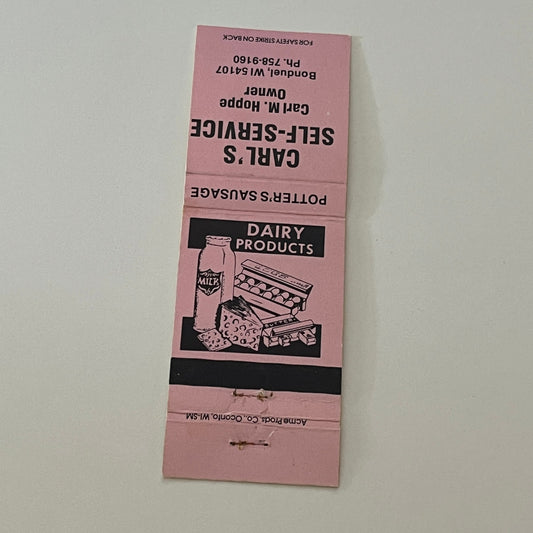 FOR SAFETY STRIKE ON BACK
CARL'S
SELF-SERVICE
Carl M. Hoppe
Owner
Bonduel, WI 54107
Ph. 758-9160
POTTER'S SAUSAGE
DAIRY
PRODUCTS
MILK
Acme Prods. Co., Oconto, WI-SM